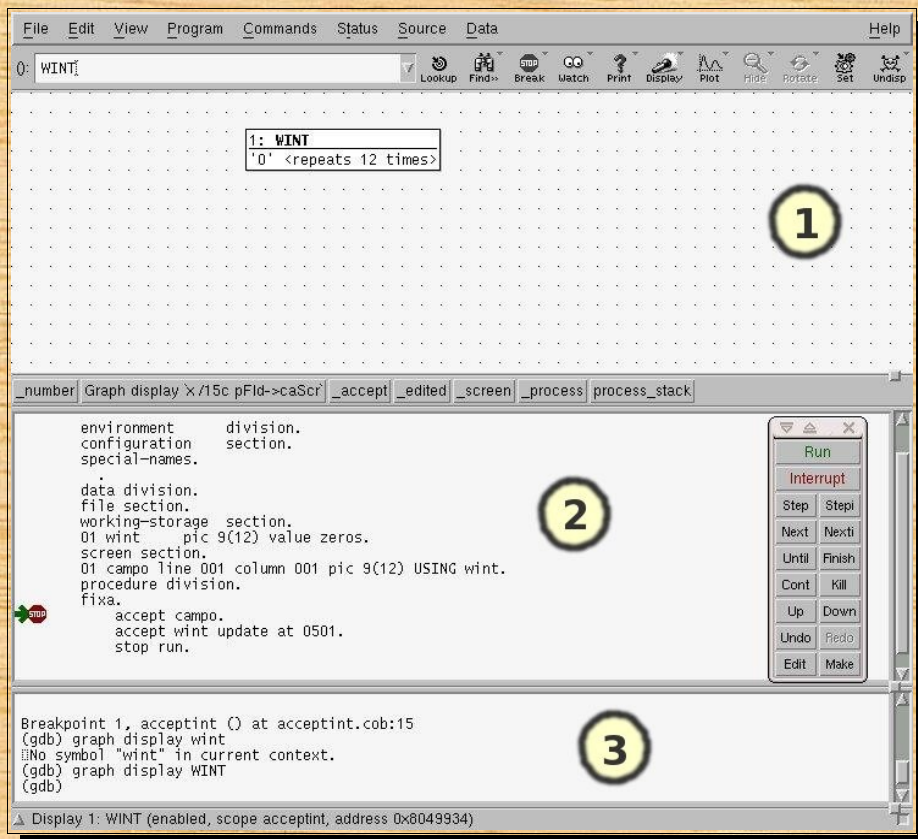 File Edit View Program Commands Status Source Data Help
(): WINT
Lookup Find>> Break Watch Print Display Plot Hide Rotate Set Undisp
1: WINT
'0' <repeats 12 times>
1
_number Graph display `x /15c pFld->caScr` _accept _edited _screen _process process_stack
environment division.
configuration section.
special-names.
.
data division.
file section.
working-storage section.
01 wint pic 9(12) value zeros.
screen section.
01 campo line 001 column 001 pic 9(12) USING wint.
procedure division.
fixa.
STOP accept campo.
accept wint update at 0501.
stop run.
2
Run
Interrupt
Step Stepi
Next Nexti
Until Finish
Cont Kill
Up Down
Undo Redo
Edit Make
Breakpoint 1, acceptint () at acceptint.cob:15
(gdb) graph display wint
No symbol "wint" in current context.
(gdb) graph display WINT
(gdb)
3
Display 1: WINT (enabled, scope acceptint, address 0x8049934)